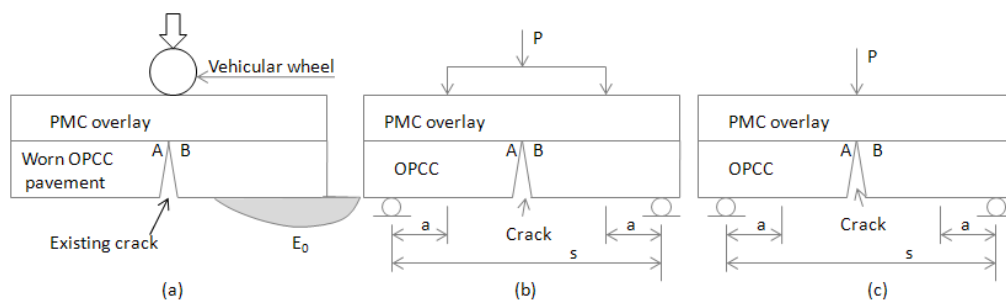 Vehicular wheel
PMC overlay
A B
Worn OPCC
pavement
Existing crack
E0
(a)
P
PMC overlay
A B
OPCC
a
Crack
a
s
(b)
P
PMC overlay
A B
OPCC
a
Crack
a
s
(c)